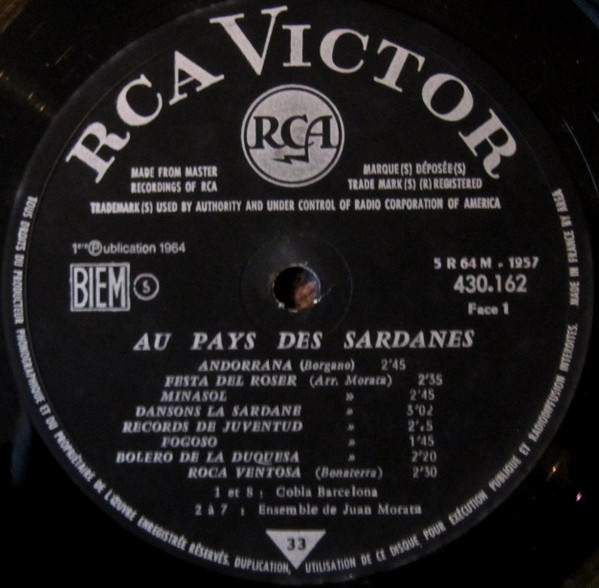 RCA VICTOR
RCA
MADE FROM MASTER
RECORDINGS OF RCA
MARQUE(S) DÉPOSÉE(S)
TRADE MARK(S) (R) REGISTERED
TRADEMARK(S) USED BY AUTHORITY AND UNDER CONTROL OF RADIO CORPORATION OF AMERICA
1ère Ⓟublication 1964
BIEM S
5 R 64 M - 1957
430.162
Face 1
AU PAYS DES SARDANES
ANDORRANA (Borgano) 2'45
FESTA DEL ROSER (Arr. Morata) 2'35
MINASOL » 2'45
DANSONS LA SARDANE » 3'02
RECORDS DE JUVENTUD »
FOGOSO » 1'45
BOLERO DE LA DUQUESA » 2'20
ROCA VENTOSA (Bonaterra) 2'30
1 et 8 : Cobla Barcelona
2 à 7 : Ensemble de Juan Morata
33
TOUS DROITS DU PRODUCTEUR PHONOGRAPHIQUE ET DU PROPRIÉTAIRE DE L'ŒUVRE ENREGISTRÉE RÉSERVÉS. DUPLICATION, UTILISATION DE CE DISQUE POUR EXÉCUTION PUBLIQUE ET RADIODIFFUSION INTERDITES. MADE IN FRANCE BY